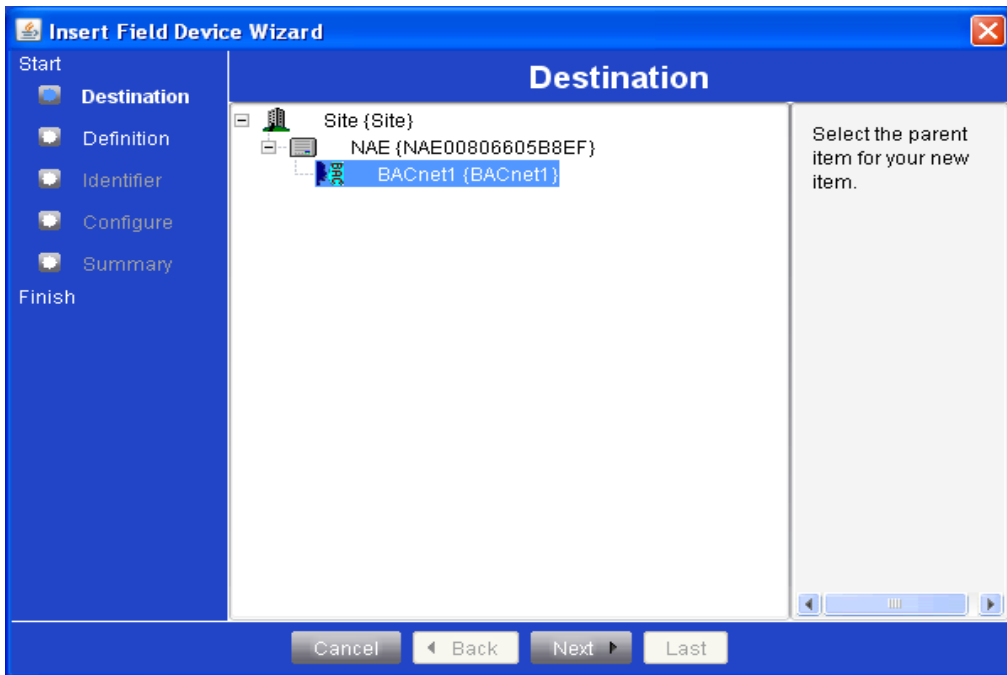 Insert Field Device Wizard
Start
Destination
Definition
Identifier
Configure
Summary
Finish
Destination
Site {Site}
NAE {NAE00806605B8EF}
BAC
BACnet1 {BACnet1}
Select the parent
item for your new
item.
Cancel
Back
Next
Last